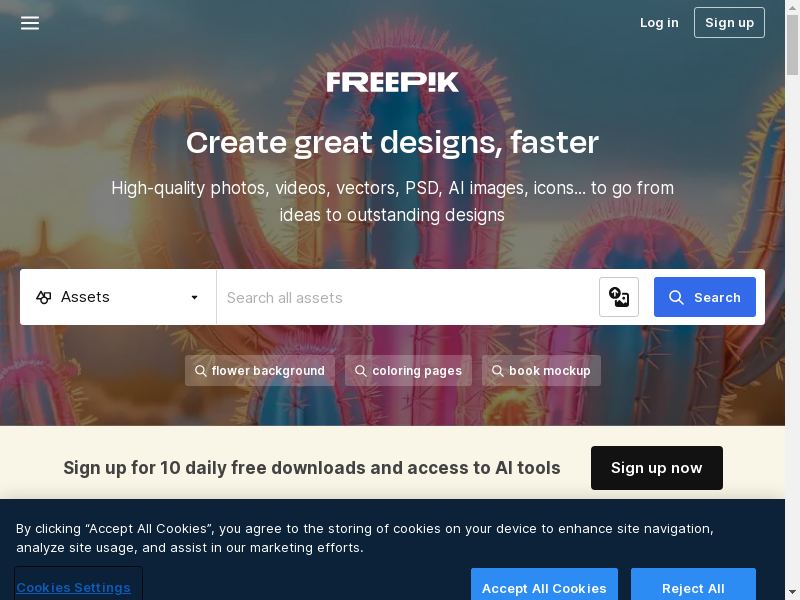 Log in
Sign up
FREEPIK
Create great designs, faster
High-quality photos, videos, vectors, PSD, AI images, icons... to go from
ideas to outstanding designs
Assets
Search all assets
Search
flower background
coloring pages
book mockup
Sign up for 10 daily free downloads and access to AI tools
Sign up now
By clicking “Accept All Cookies”, you agree to the storing of cookies on your device to enhance site navigation,
analyze site usage, and assist in our marketing efforts.
Cookies Settings
Accept All Cookies
Reject All